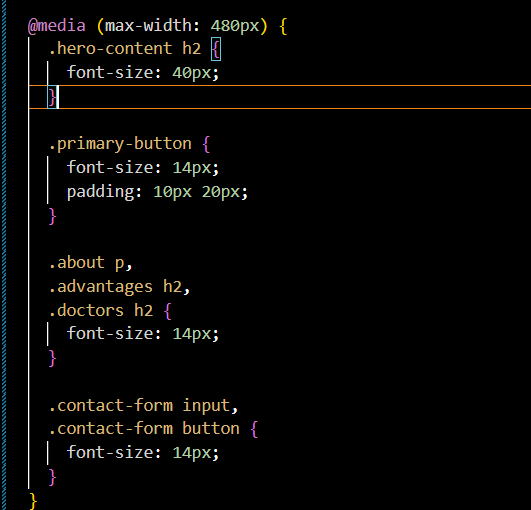 @media (max-width: 480px) {
.hero-content h2 {
font-size: 40px;
}
.primary-button {
font-size: 14px;
padding: 10px 20px;
}
.about p,
.advantages h2,
.doctors h2 {
font-size: 14px;
}
.contact-form input,
.contact-form button {
font-size: 14px;
}
}